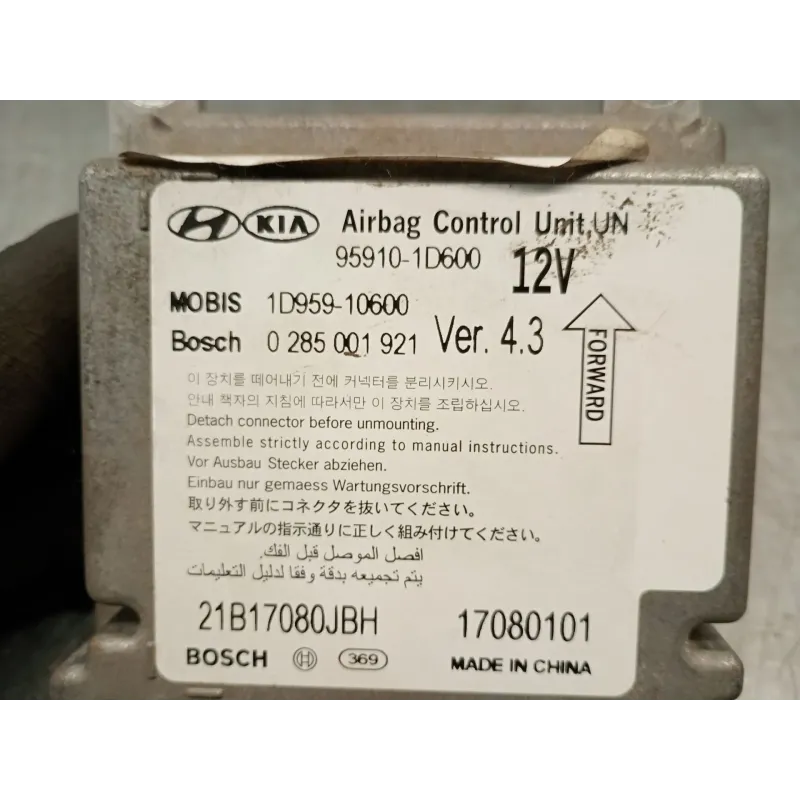 KIA Airbag Control Unit,UN
95910-1D600 12V
MOBIS 1D959-10600
Bosch 0 285 001 921 Ver. 4.3
FORWARD
이 장치를 떼어내기 전에 커넥터를 분리시키시오.
안내 책자의 지침에 따라서만 이 장치를 조립하십시오.
Detach connector before unmounting.
Assemble strictly according to manual instructions.
Vor Ausbau Stecker abziehen.
Einbau nur gemaess Wartungsvorschrift.
取り外す前にコネクタを抜いてください。
マニュアルの指示通りに正しく組み付けてください。
افصل الموصل قبل الفك.
يتم تجميعه بدقة وفقا لدليل التعليمات
21B17080JBH 17080101
BOSCH 369 MADE IN CHINA